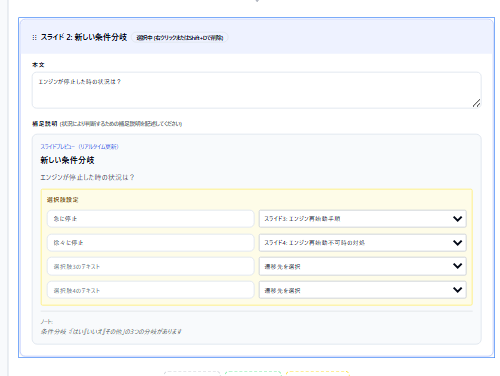 スライド 2: 新しい条件分岐 選択中 (右クリックまたはShift+Dで削除)
本文
エンジンが停止した時の状況は？
補足説明 (状況により判断するための補足説明を記述してください)
スライドプレビュー（リアルタイム更新）
新しい条件分岐
エンジンが停止した時の状況は？
選択肢設定
急に停止 スライド3: エンジン再始動手順
徐々に停止 スライド4: エンジン再始動不可時の対処
選択肢3のテキスト 遷移先を選択
選択肢4のテキスト 遷移先を選択
ノート:
条件分岐では「はい」「いいえ」「その他」の3つの分岐があります